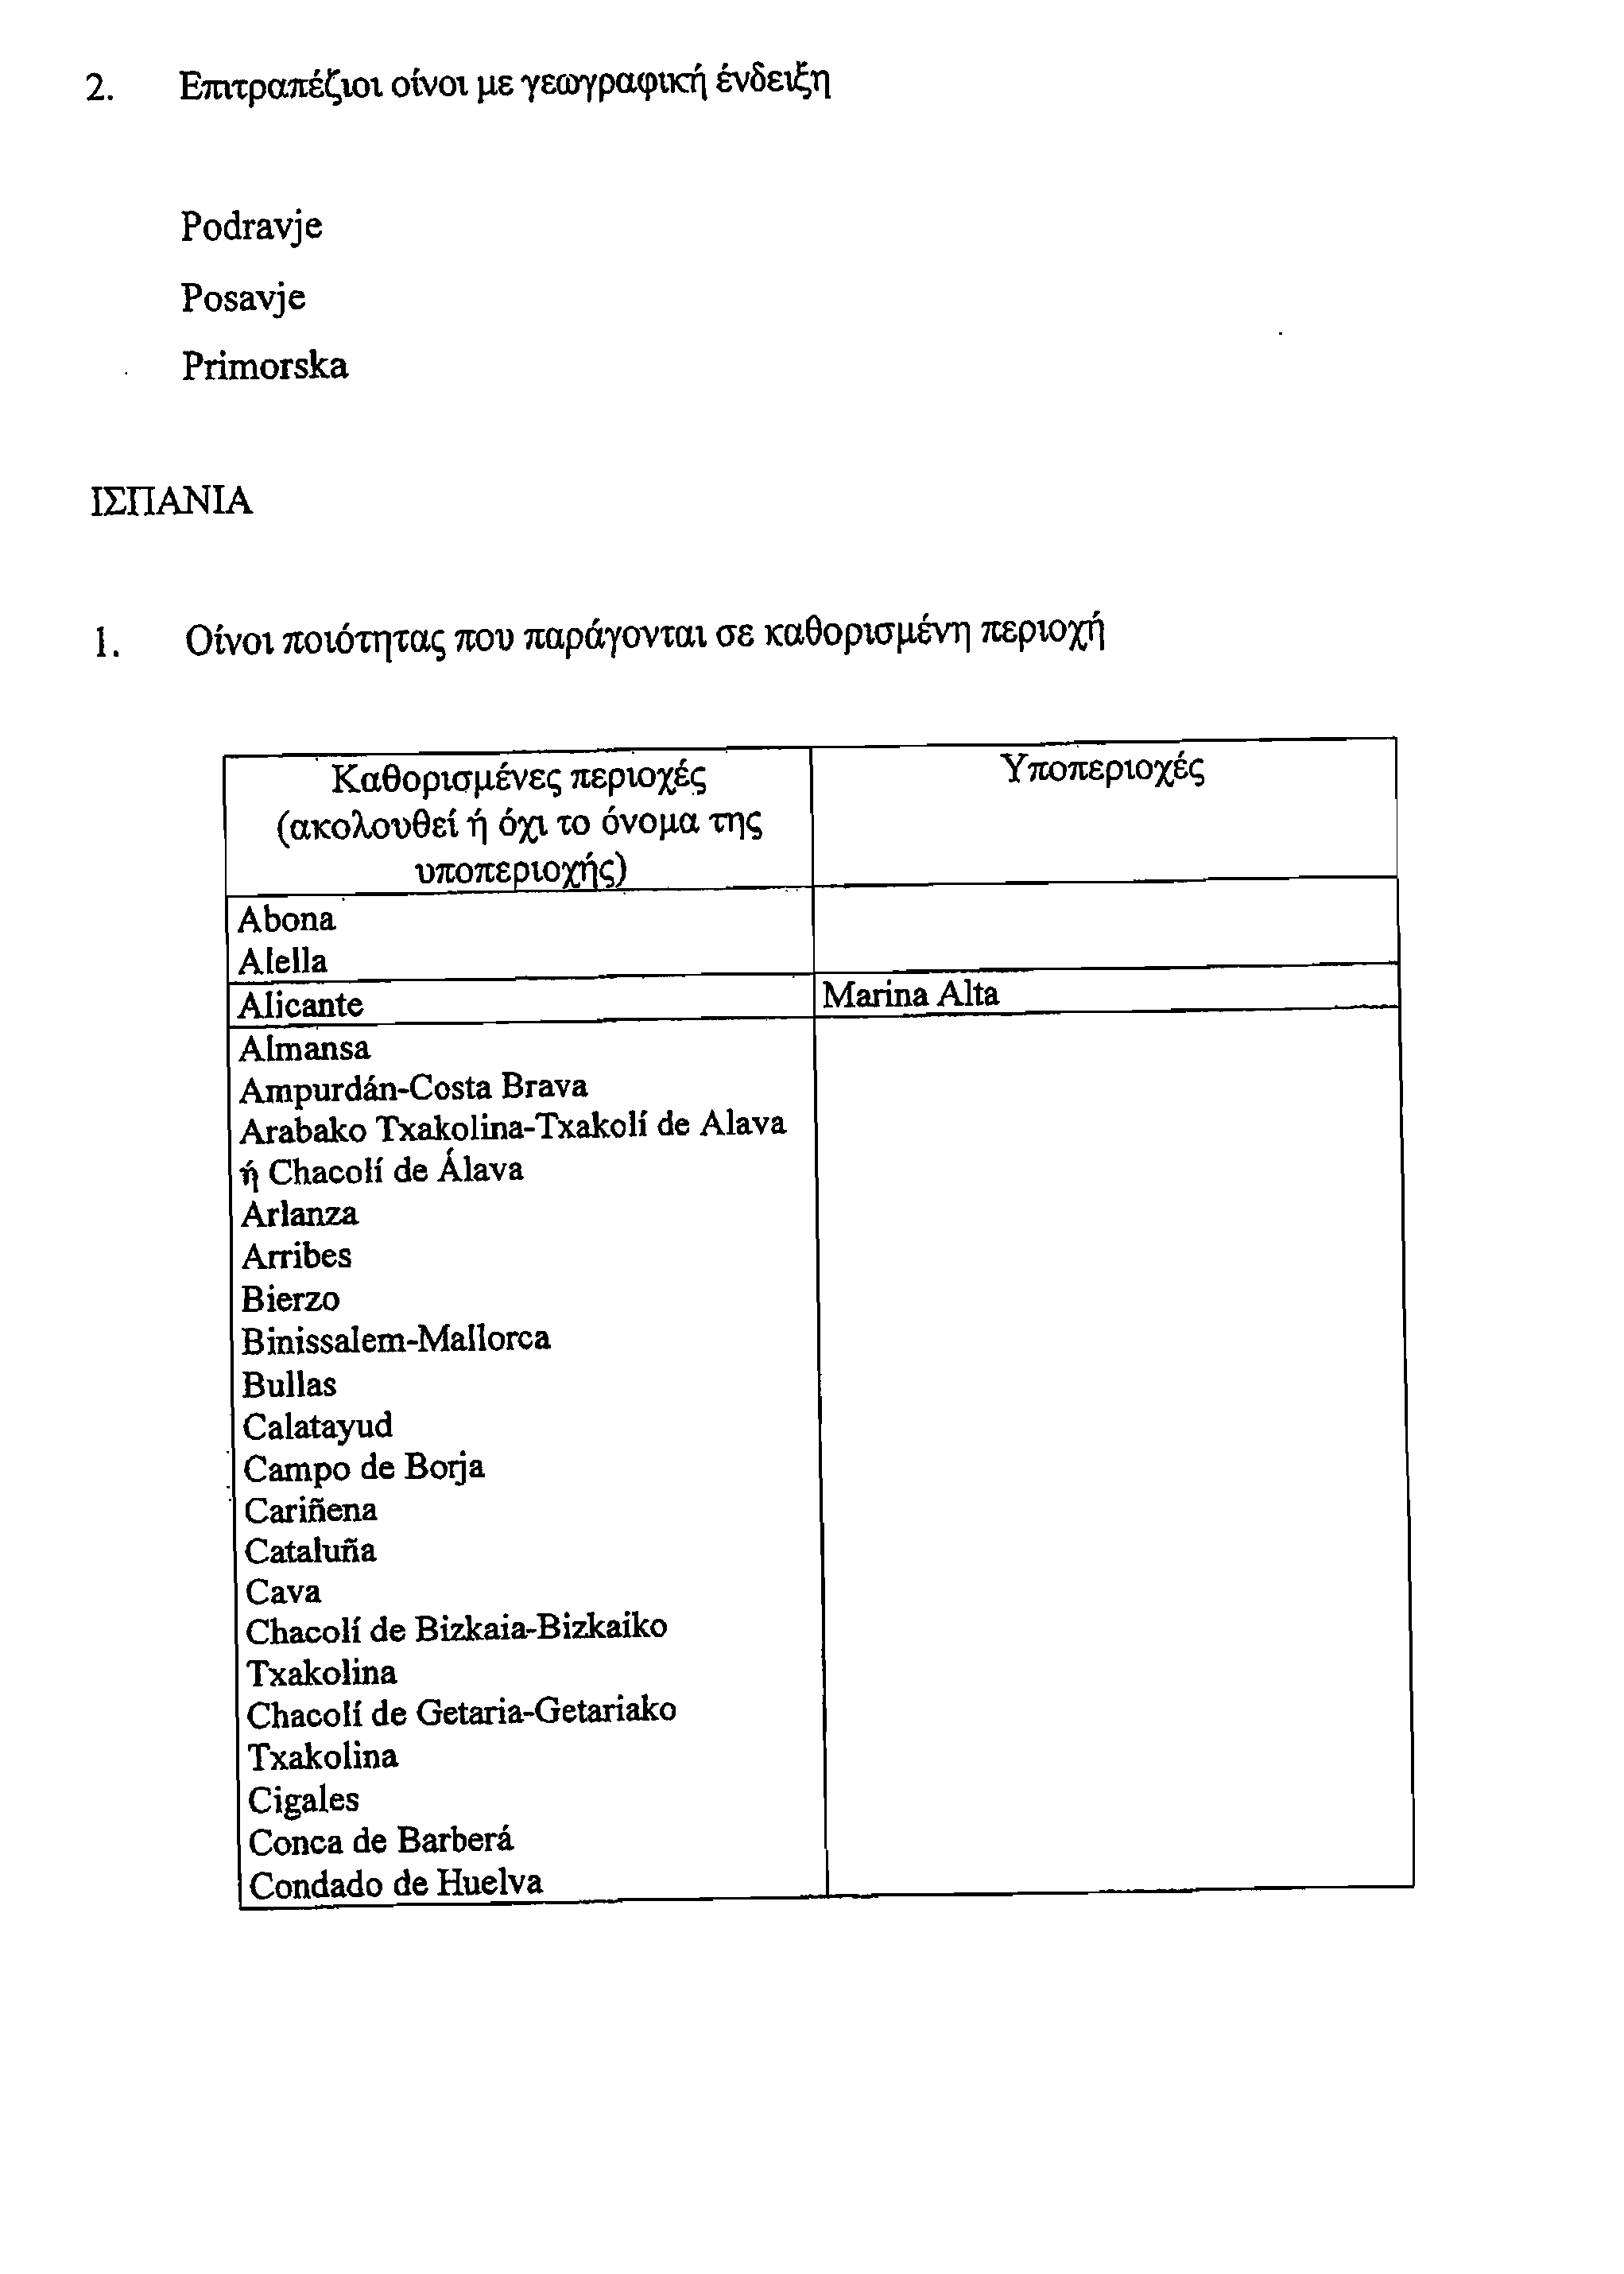 2. Επιτραπέζιοι οίνοι με γεωγραφική ένδειξη
Podravje
Posavje
Primorska
ΙΣΠΑΝΙΑ
1. Οίνοι ποιότητας που παράγονται σε καθορισμένη περιοχή
Καθορισμένες περιοχές
(ακολουθεί ή όχι το όνομα της
υποπεριοχής)
Υποπεριοχές
Abona
Alella
Alicante
Marina Alta
Almansa
Ampurdán-Costa Brava
Arabako Txakolina-Txakolí de Alava
ή Chacolí de Álava
Arlanza
Arribes
Bierzo
Binissalem-Mallorca
Bullas
Calatayud
Campo de Borja
Cariñena
Cataluña
Cava
Chacolí de Bizkaia-Bizkaiko
Txakolina
Chacolí de Getaria-Getariako
Txakolina
Cigales
Conca de Barberá
Condado de Huelva